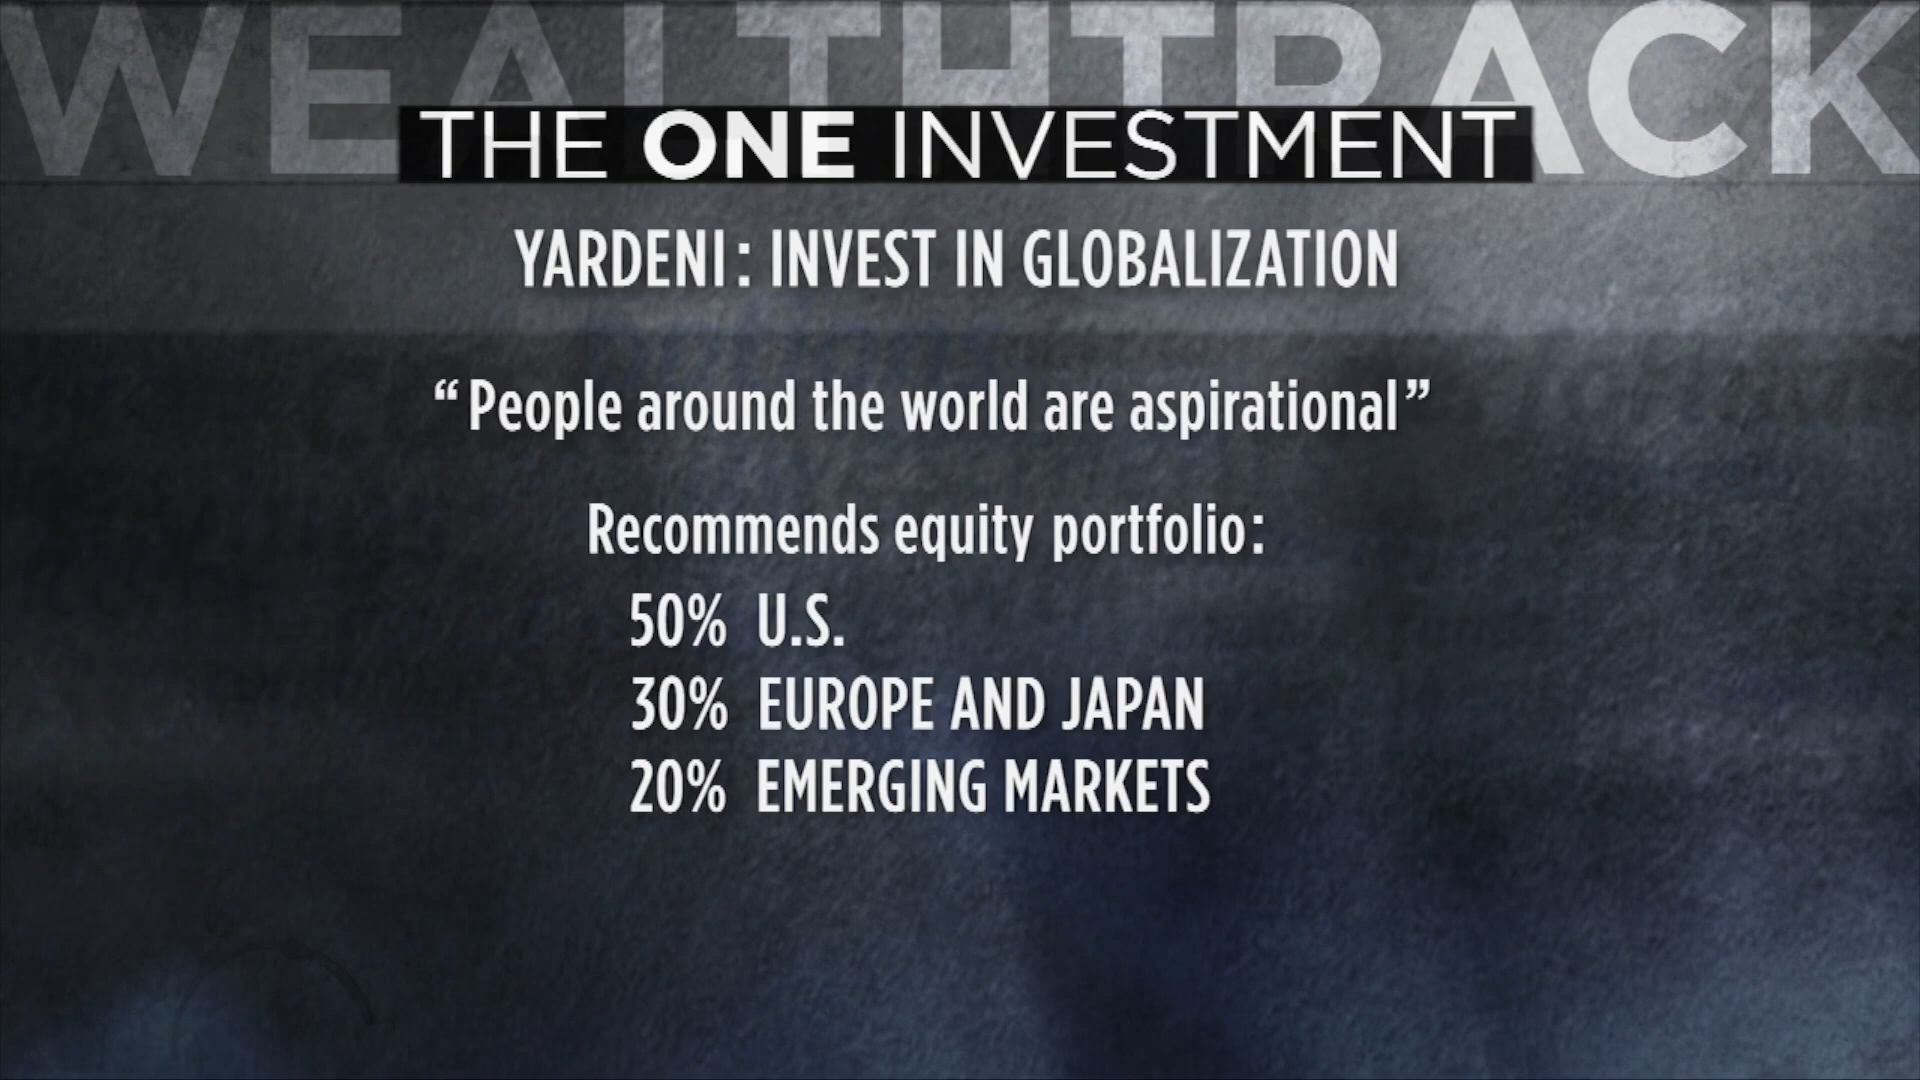 WEALTHTRACK
THE ONE INVESTMENT
YARDENI: INVEST IN GLOBALIZATION
“People around the world are aspirational”
Recommends equity portfolio:
50% U.S.
30% EUROPE AND JAPAN
20% EMERGING MARKETS